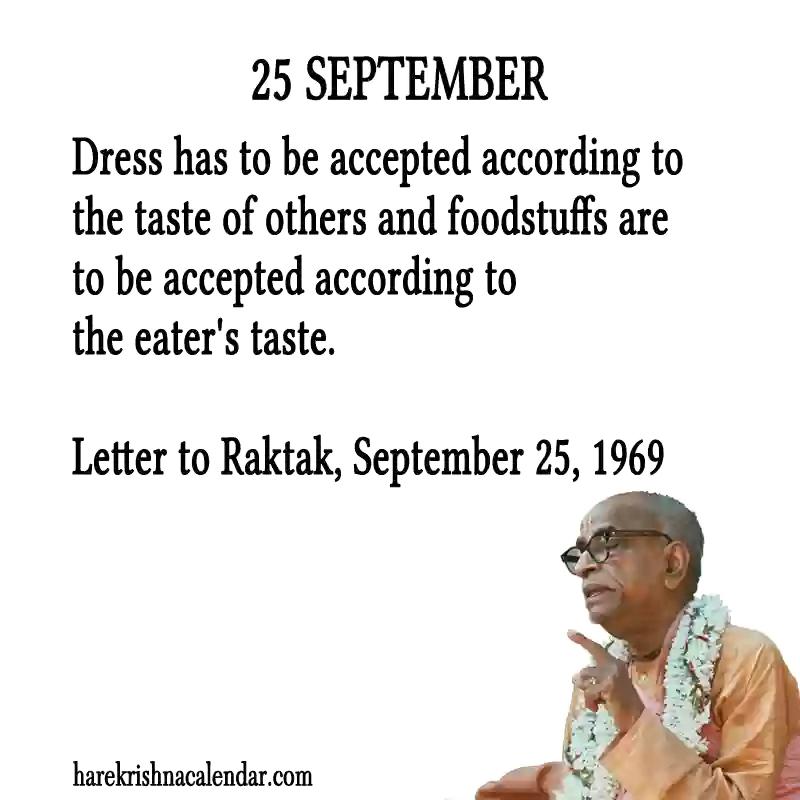 25 SEPTEMBER
Dress has to be accepted according to
the taste of others and foodstuffs are
to be accepted according to
the eater's taste.
Letter to Raktak, September 25, 1969
harekrishnacalendar.com